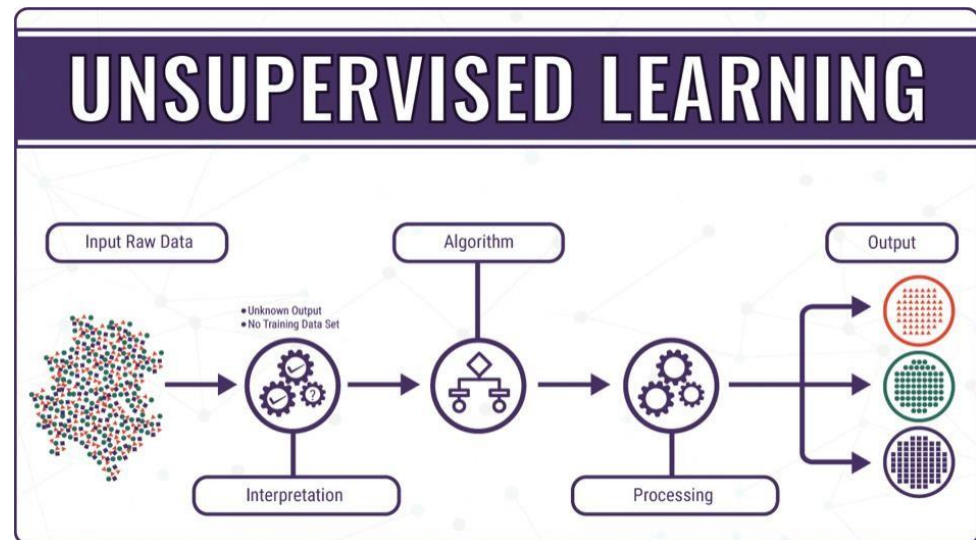 UNSUPERVISED LEARNING
Input Raw Data
Algorithm
Output
• Unknown Output
• No Training Data Set
?
Interpretation
Processing